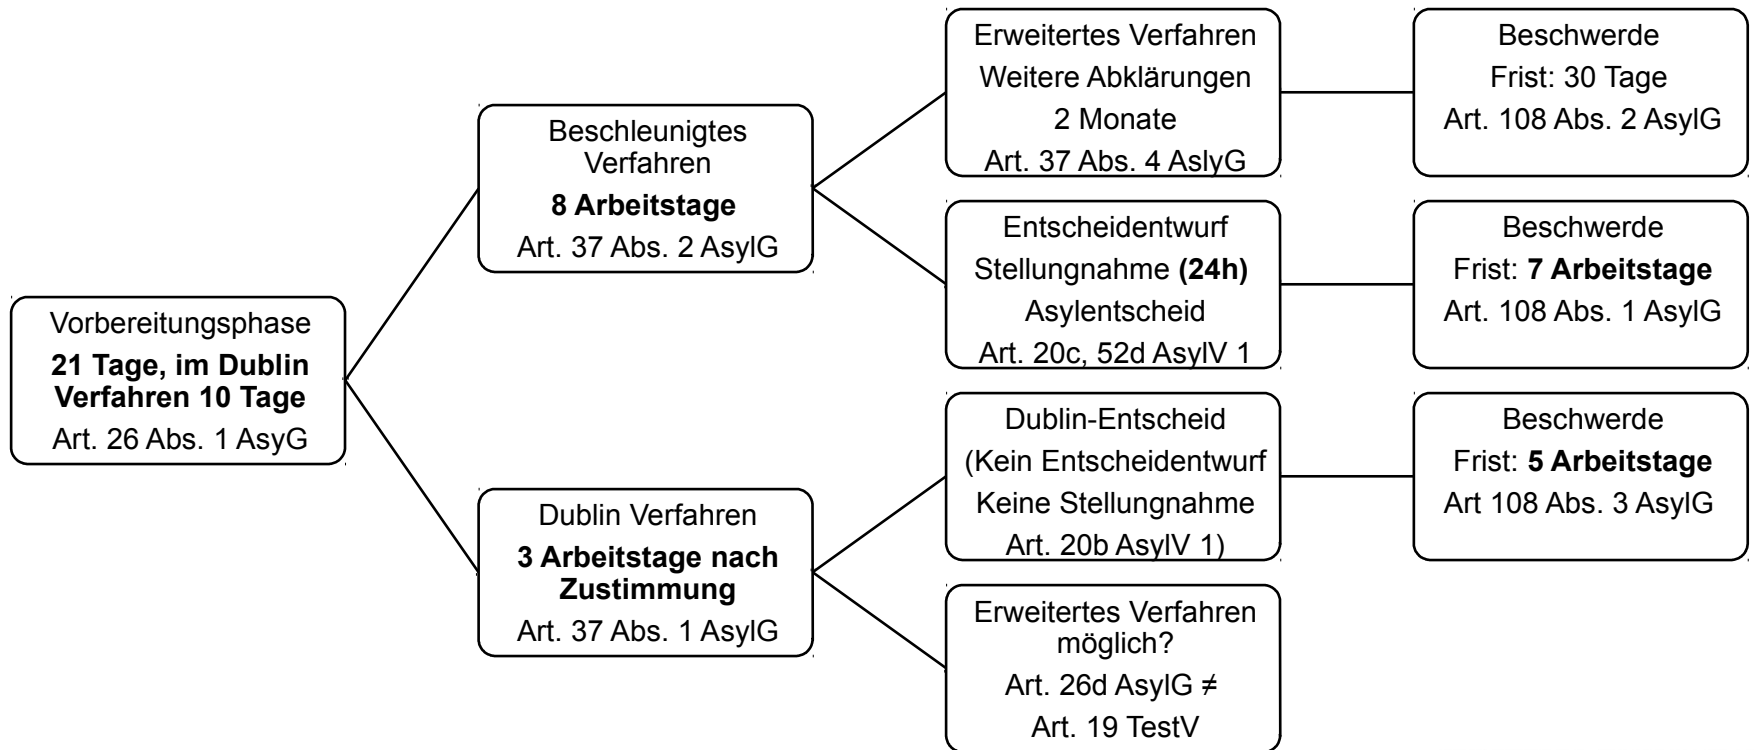 Vorbereitungsphase
21 Tage, im Dublin
Verfahren 10 Tage
Art. 26 Abs. 1 AsyG
Beschleunigtes
Verfahren
8 Arbeitstage
Art. 37 Abs. 2 AsylG
Erweitertes Verfahren
Weitere Abklärungen
2 Monate
Art. 37 Abs. 4 AslyG
Beschwerde
Frist: 30 Tage
Art. 108 Abs. 2 AsylG
Entscheidentwurf
Stellungnahme (24h)
Asylentscheid
Art. 20c, 52d AsylV 1
Beschwerde
Frist: 7 Arbeitstage
Art. 108 Abs. 1 AsylG
Dublin Verfahren
3 Arbeitstage nach
Zustimmung
Art. 37 Abs. 1 AsylG
Dublin-Entscheid
(Kein Entscheidentwurf
Keine Stellungnahme
Art. 20b AsylV 1)
Beschwerde
Frist: 5 Arbeitstage
Art 108 Abs. 3 AsylG
Erweitertes Verfahren
möglich?
Art. 26d AsylG ≠
Art. 19 TestV